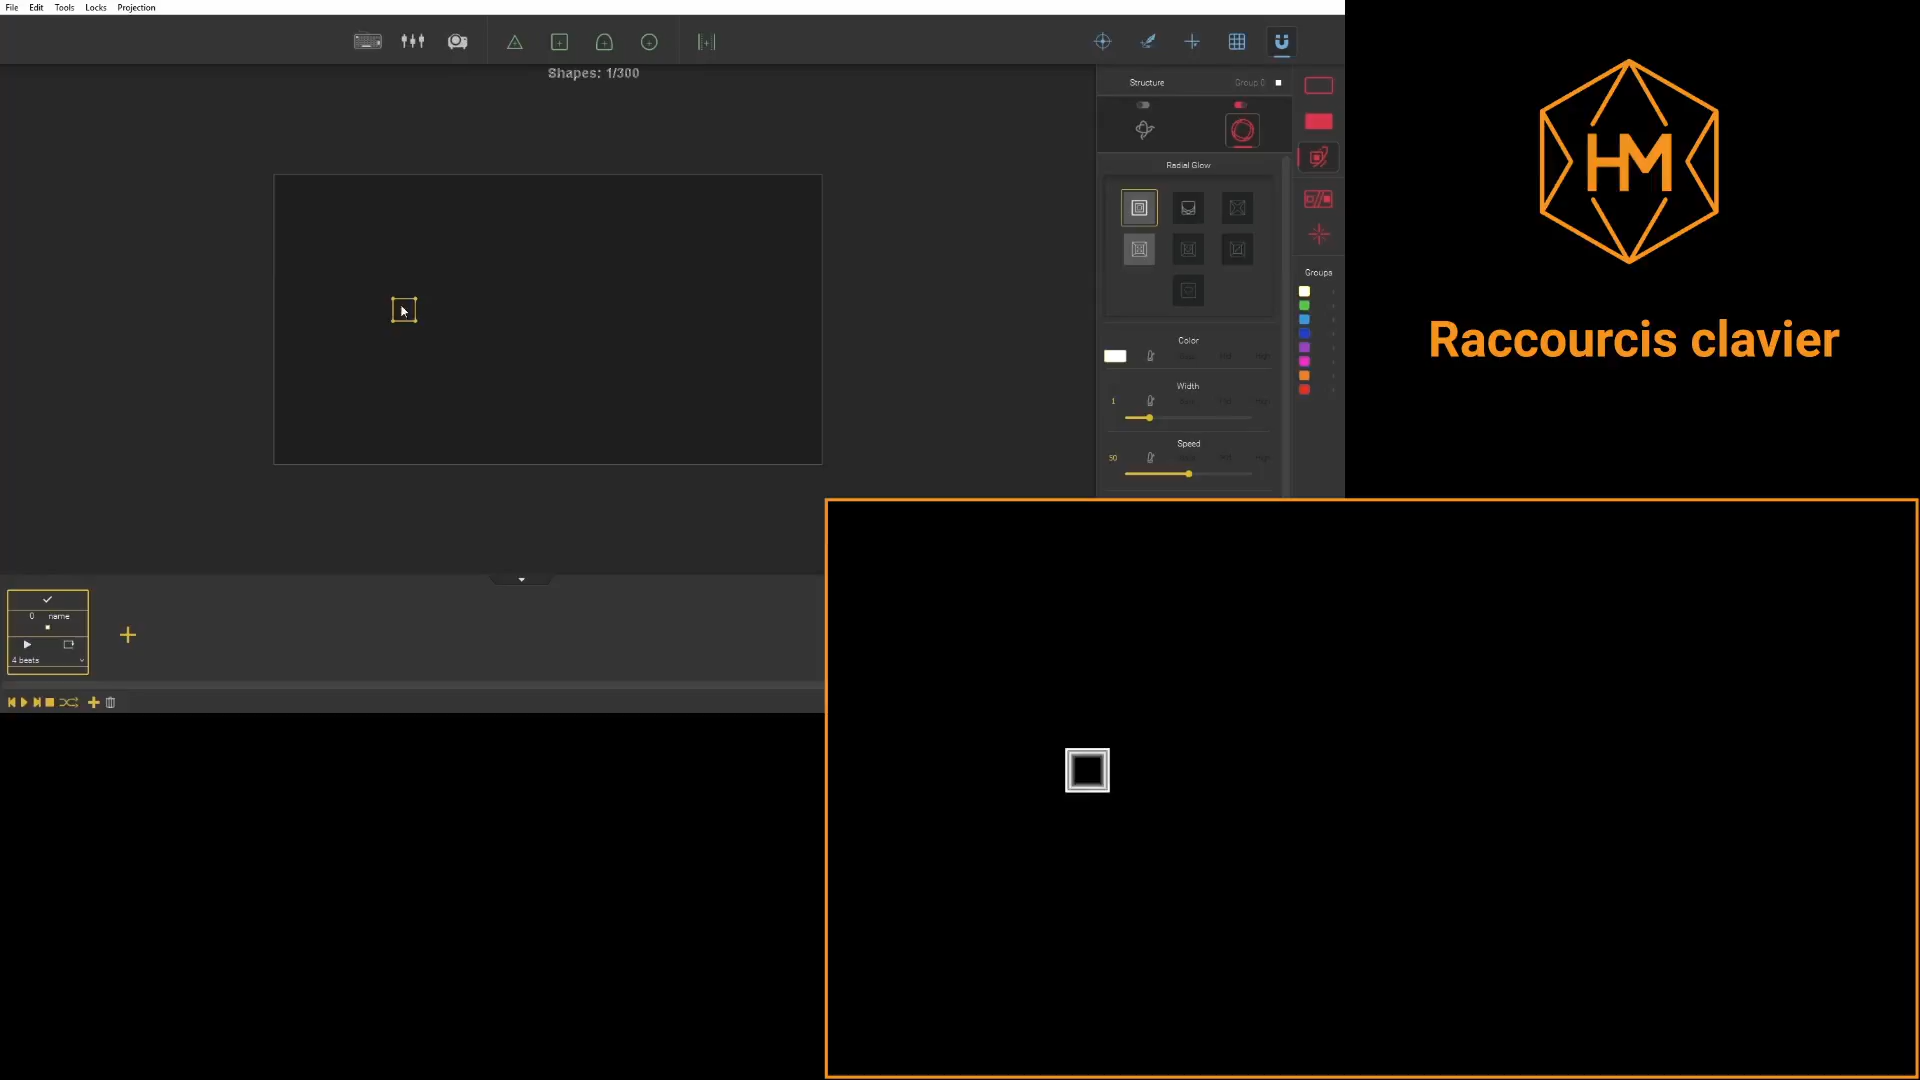 File Edit Tools Locks Projection
Shapes: 1/300
Structure Group 0
Radial Glow
Color
Width
1
Speed
50
Groups
HM
Raccourcis clavier
0 name
4 beats